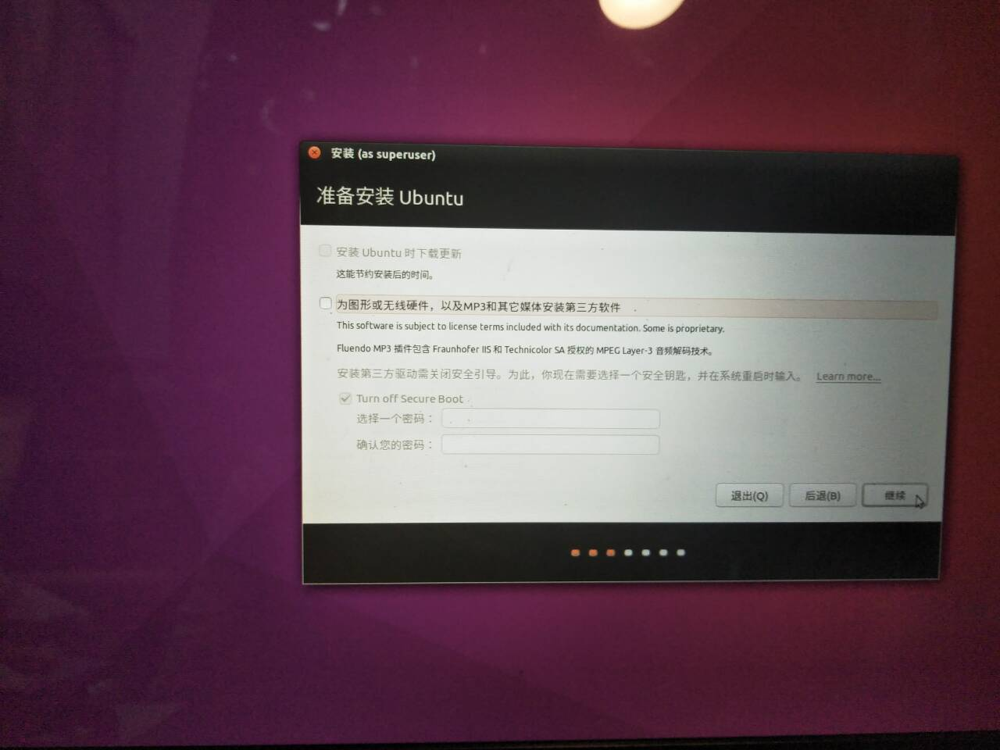 安装 (as superuser)
准备安装 Ubuntu
安装 Ubuntu 时下载更新
这能节约安装后的时间。
为图形或无线硬件，以及MP3和其它媒体安装第三方软件
This software is subject to license terms included with its documentation. Some is proprietary.
Fluendo MP3 插件包含 Fraunhofer IIS 和 Technicolor SA 授权的 MPEG Layer-3 音频解码技术。
安装第三方驱动需关闭安全引导。为此，你现在需要选择一个安全钥匙，并在系统重启时输入。 Learn more...
Turn off Secure Boot
选择一个密码：
确认您的密码：
退出(Q) 后退(B) 继续